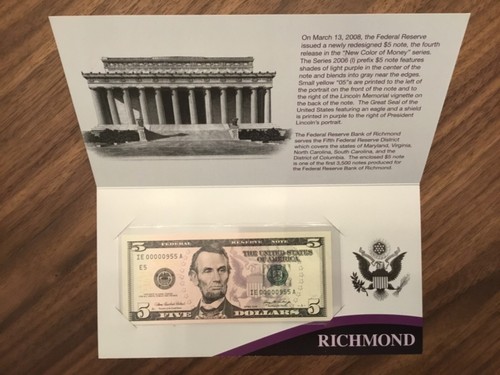 On March 13, 2008, the Federal Reserve
issued a newly redesigned $5 note, the fourth
release in the "New Color of Money" series.
The Series 2006 (I) prefix $5 note features
shades of light purple in the center of the
note and blends into gray near the edges.
Small yellow "05"s are printed to the left of
the portrait on the front of the note and to
the right of the Lincoln Memorial vignette on
the back of the note. The Great Seal of the
United States featuring an eagle and a shield
is printed in purple to the right of President
Lincoln's portrait.
The Federal Reserve Bank of Richmond
serves the Fifth Federal Reserve District
which covers the states of Maryland, Virginia,
North Carolina, South Carolina, and the
District of Columbia. The enclosed $5 note
is one of the first 5,500 notes produced for
the Federal Reserve Bank of Richmond.
5 FEDERAL RESERVE NOTE 5
IE 00000955 A
THE UNITED STATES
OF AMERICA
E5
IE 00000955 A
5 FIVE DOLLARS 5
RICHMOND